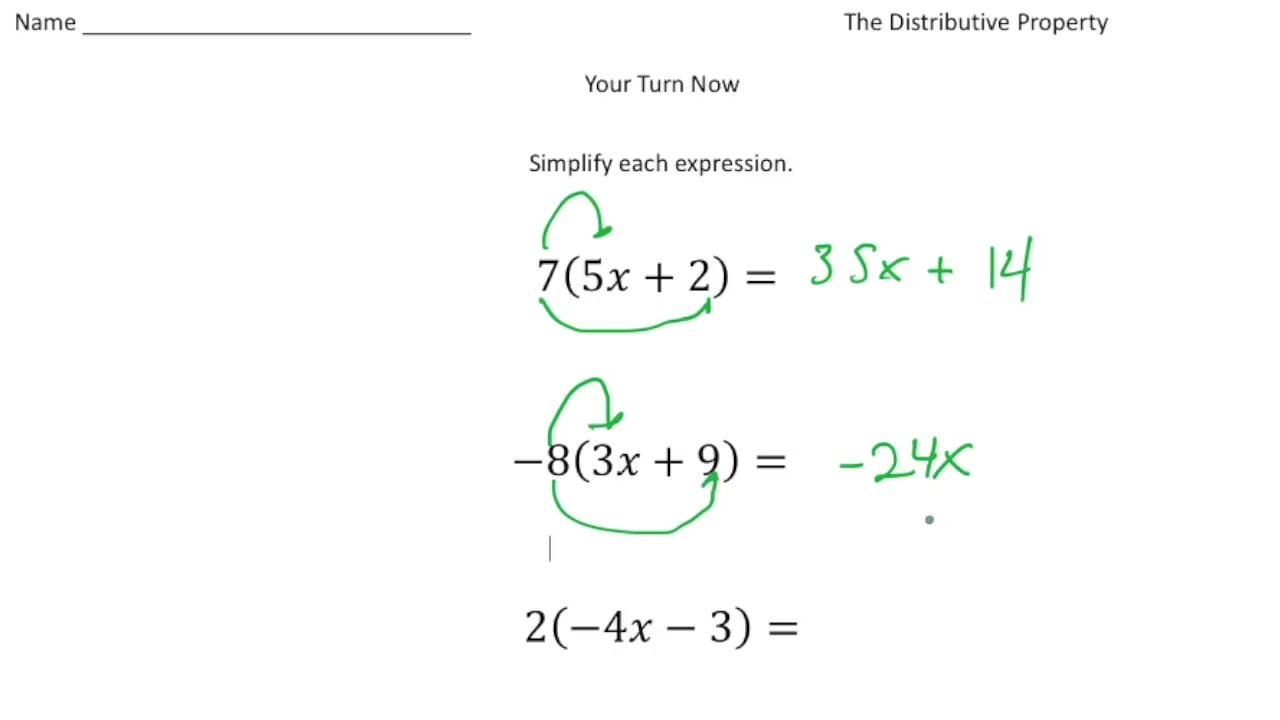 Name ______________________________ The Distributive Property
Your Turn Now
Simplify each expression.
7(5x + 2) = 35x + 14
−8(3x + 9) = −24x
2(−4x − 3) =